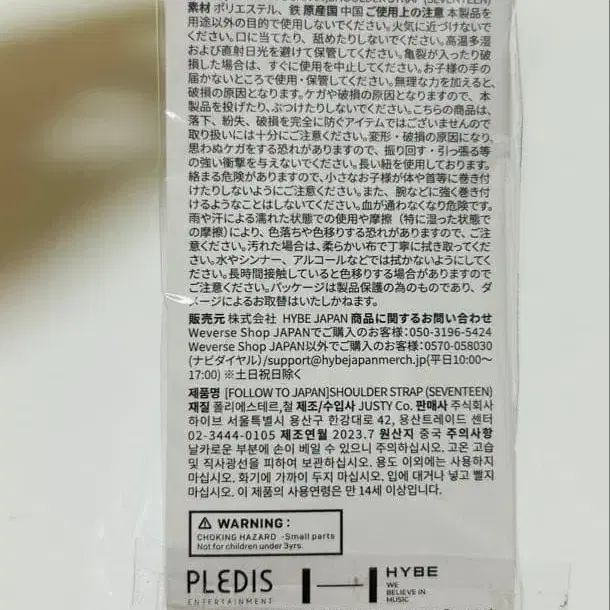 SHOULDER STRAP (SEVENTEEN)
素材 ポリエステル、鉄 原産国 中国 ご使用上の注意 本製品を
用途以外の目的で使用しないでください。火気に近づけないで
ください。口に当てたり、舐めたりしないでください。高温多湿
および直射日光を避けて保管してください。亀裂が入ったり破
損した場合は、すぐに使用を中止してください。お子様の手の
届かないところで使用・保管してください。無理な力を加えると、
破損の原因となります。ケガや破損の原因となりますので、本
製品を投げたり、ぶつけたりしないでください。こちらの商品は、
落下、紛失、破損を完全に防ぐアイテムではございませんので
取り扱いには十分にご注意ください。変形・破損の原因になり、
思わぬケガをする恐れがありますので、振り回す・引っ張る等
の強い衝撃を与えないでください。長い紐を使用しております。
絡まる危険がありますので、小さなお子様が体や首等に巻き付
けたりしないようにご注意ください。また、腕などに強く巻き付
けるようなことはしないでください。血が通わなくなり危険です。
雨や汗による濡れた状態での使用や摩擦（特に湿った状態で
の摩擦）により、色落ちや色移りする恐れがありますので、ご注
意ください。汚れた場合は、柔らかい布で丁寧に拭き取ってくだ
さい。水やシンナー、アルコールなどでは拭かないようにしてく
ださい。長時間接触していると色移りする場合がありますので
ご注意ください。パッケージは製品保護の為のものであり、ダ
メージによるお取替はいたしかねます。
販売元 株式会社 HYBE JAPAN 商品に関するお問い合わせ
Weverse Shop JAPANでご購入のお客様：050-3196-5424
Weverse Shop JAPAN以外でご購入のお客様：0570-058030
(ナビダイヤル)/support@hybejapanmerch.jp(平日10:00～
17:00) ※土日祝日除く
제품명 [FOLLOW TO JAPAN]SHOULDER STRAP (SEVENTEEN)
재질 폴리에스테르,철 제조/수입사 JUSTY Co. 판매사 주식회사
하이브 서울특별시 용산구 한강대로 42, 용산트레이드 센터
02-3444-0105 제조연월 2023.7 원산지 중국 주의사항
날카로운 부분에 손이 베일 수 있으니 주의하십시오. 고온 고습
및 직사광선을 피하여 보관하십시오. 용도 이외에는 사용하지
마십시오. 화기에 가까이 두지 마십시오. 입에 대거나 넣고 빨지
마십시오. 이 제품의 사용연령은 만 14세 이상입니다.
⚠ WARNING :
CHOKING HAZARD -Small parts
Not for children under 3yrs.
PLEDIS
ENTERTAINMENT
HYBE
WE
BELIEVE IN
MUSIC